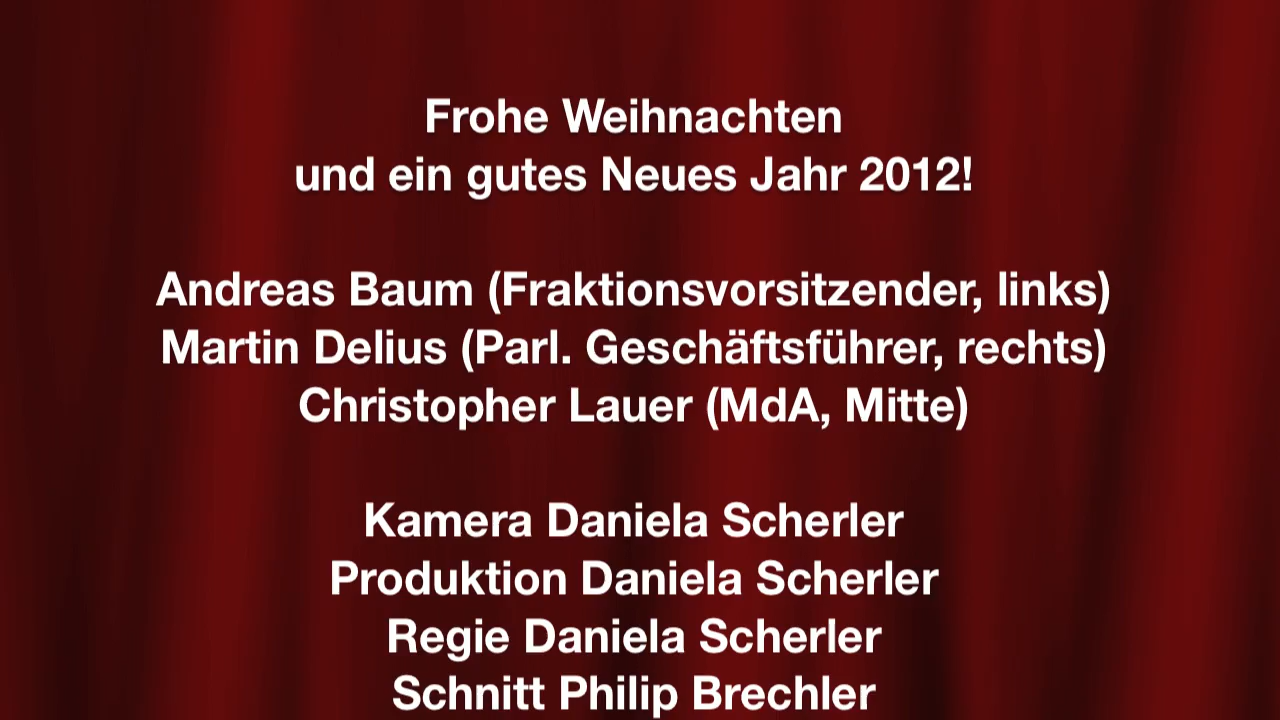 Frohe Weihnachten
und ein gutes Neues Jahr 2012!
Andreas Baum (Fraktionsvorsitzender, links)
Martin Delius (Parl. Geschäftsführer, rechts)
Christopher Lauer (MdA, Mitte)
Kamera Daniela Scherler
Produktion Daniela Scherler
Regie Daniela Scherler
Schnitt Philip Brechler